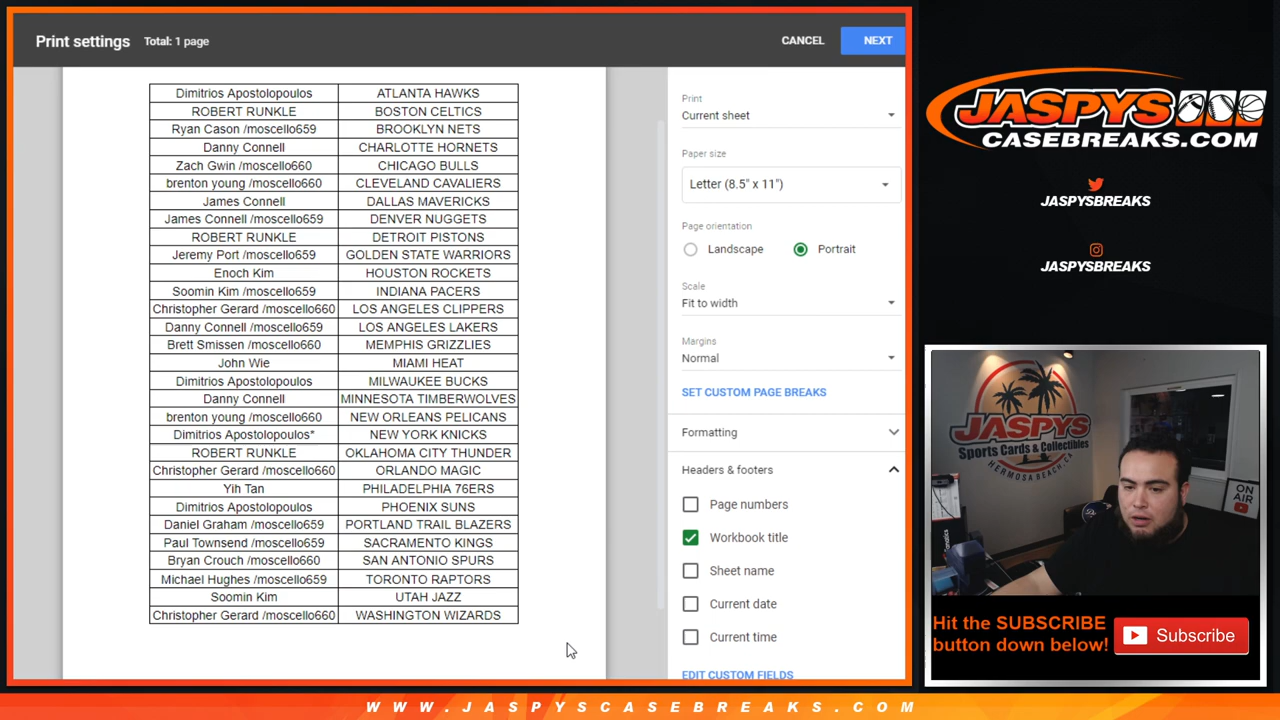 Print settings Total: 1 page CANCEL NEXT
Dimitrios Apostolopoulos ATLANTA HAWKS
ROBERT RUNKLE BOSTON CELTICS
Ryan Cason /moscello659 BROOKLYN NETS
Danny Connell CHARLOTTE HORNETS
Zach Gwin /moscello660 CHICAGO BULLS
brenton young /moscello660 CLEVELAND CAVALIERS
James Connell DALLAS MAVERICKS
James Connell /moscello659 DENVER NUGGETS
ROBERT RUNKLE DETROIT PISTONS
Jeremy Port /moscello659 GOLDEN STATE WARRIORS
Enoch Kim HOUSTON ROCKETS
Soomin Kim /moscello659 INDIANA PACERS
Christopher Gerard /moscello660 LOS ANGELES CLIPPERS
Danny Connell /moscello659 LOS ANGELES LAKERS
Brett Smissen /moscello660 MEMPHIS GRIZZLIES
John Wie MIAMI HEAT
Dimitrios Apostolopoulos MILWAUKEE BUCKS
Danny Connell MINNESOTA TIMBERWOLVES
brenton young /moscello660 NEW ORLEANS PELICANS
Dimitrios Apostolopoulos* NEW YORK KNICKS
ROBERT RUNKLE OKLAHOMA CITY THUNDER
Christopher Gerard /moscello660 ORLANDO MAGIC
Yih Tan PHILADELPHIA 76ERS
Dimitrios Apostolopoulos PHOENIX SUNS
Daniel Graham /moscello659 PORTLAND TRAIL BLAZERS
Paul Townsend /moscello659 SACRAMENTO KINGS
Bryan Crouch /moscello660 SAN ANTONIO SPURS
Michael Hughes /moscello659 TORONTO RAPTORS
Soomin Kim UTAH JAZZ
Christopher Gerard /moscello660 WASHINGTON WIZARDS
Print
Current sheet
Paper size
Letter (8.5" x 11")
Page orientation
Landscape Portrait
Scale
Fit to width
Margins
Normal
SET CUSTOM PAGE BREAKS
Formatting
Headers & footers
Page numbers
Workbook title
Sheet name
Current date
Current time
EDIT CUSTOM FIELDS
JASPYS
CASEBREAKS.COM
JASPYSBREAKS
JASPYSBREAKS
JASPYS
Sports Cards & Collectibles
HERMOSA BEACH, CA
ON
AIR
Hit the SUBSCRIBE
button down below!
Subscribe
WWW.JASPYSCASEBREAKS.COM